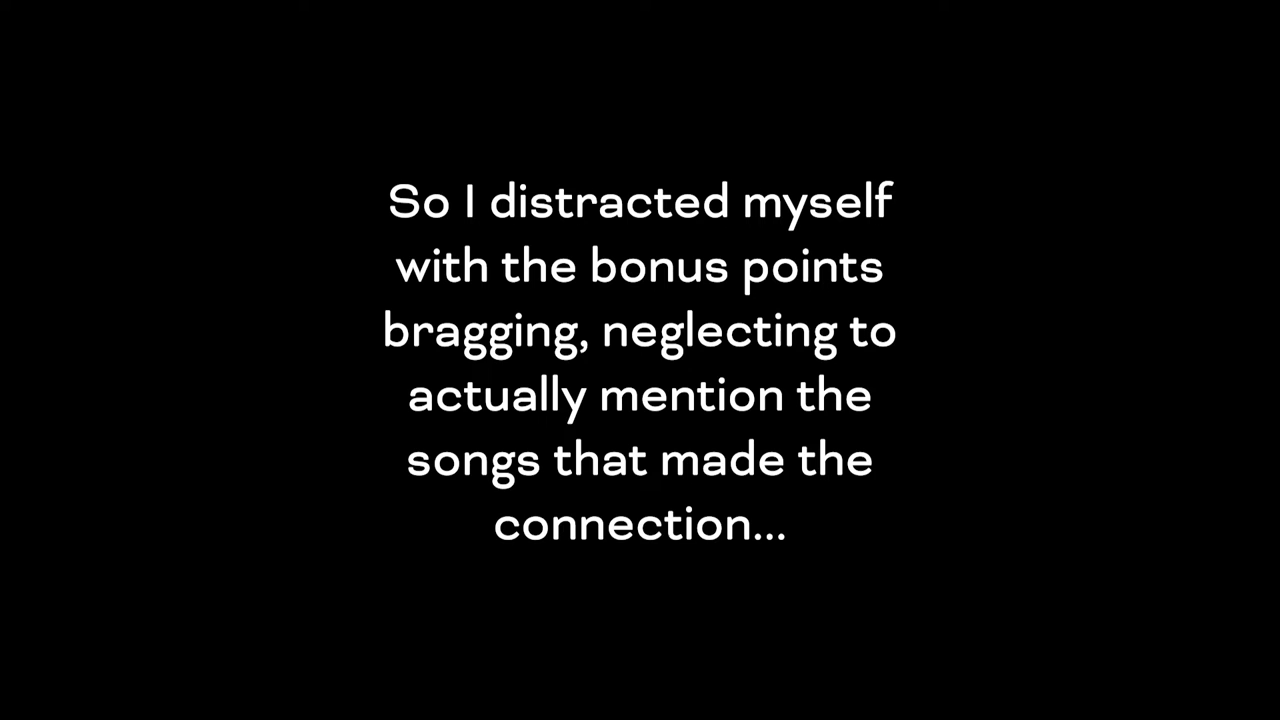 So I distracted myself
with the bonus points
bragging, neglecting to
actually mention the
songs that made the
connection...